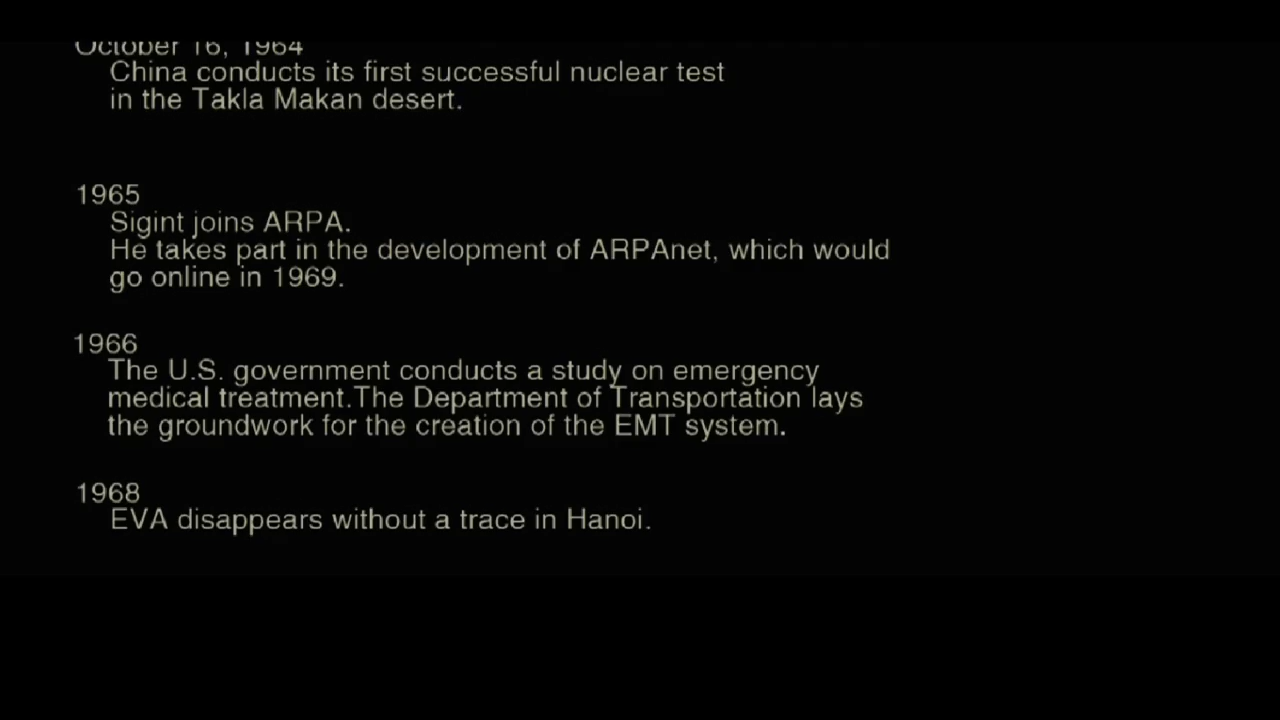 October 16, 1964
China conducts its first successful nuclear test
in the Takla Makan desert.
1965
Sigint joins ARPA.
He takes part in the development of ARPAnet, which would
go online in 1969.
1966
The U.S. government conducts a study on emergency
medical treatment.The Department of Transportation lays
the groundwork for the creation of the EMT system.
1968
EVA disappears without a trace in Hanoi.